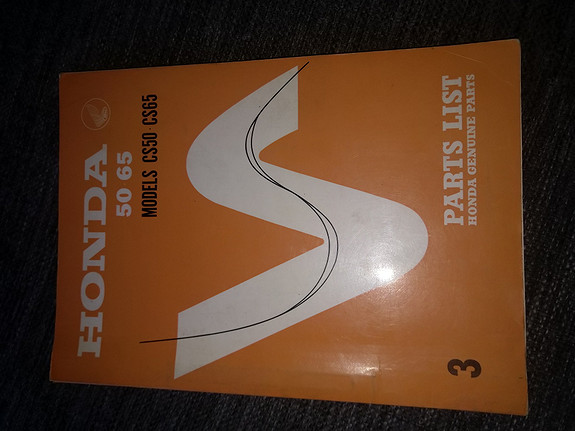 HONDA
50 65
MODELS CS50 · CS65
PARTS LIST
HONDA GENUINE PARTS
3